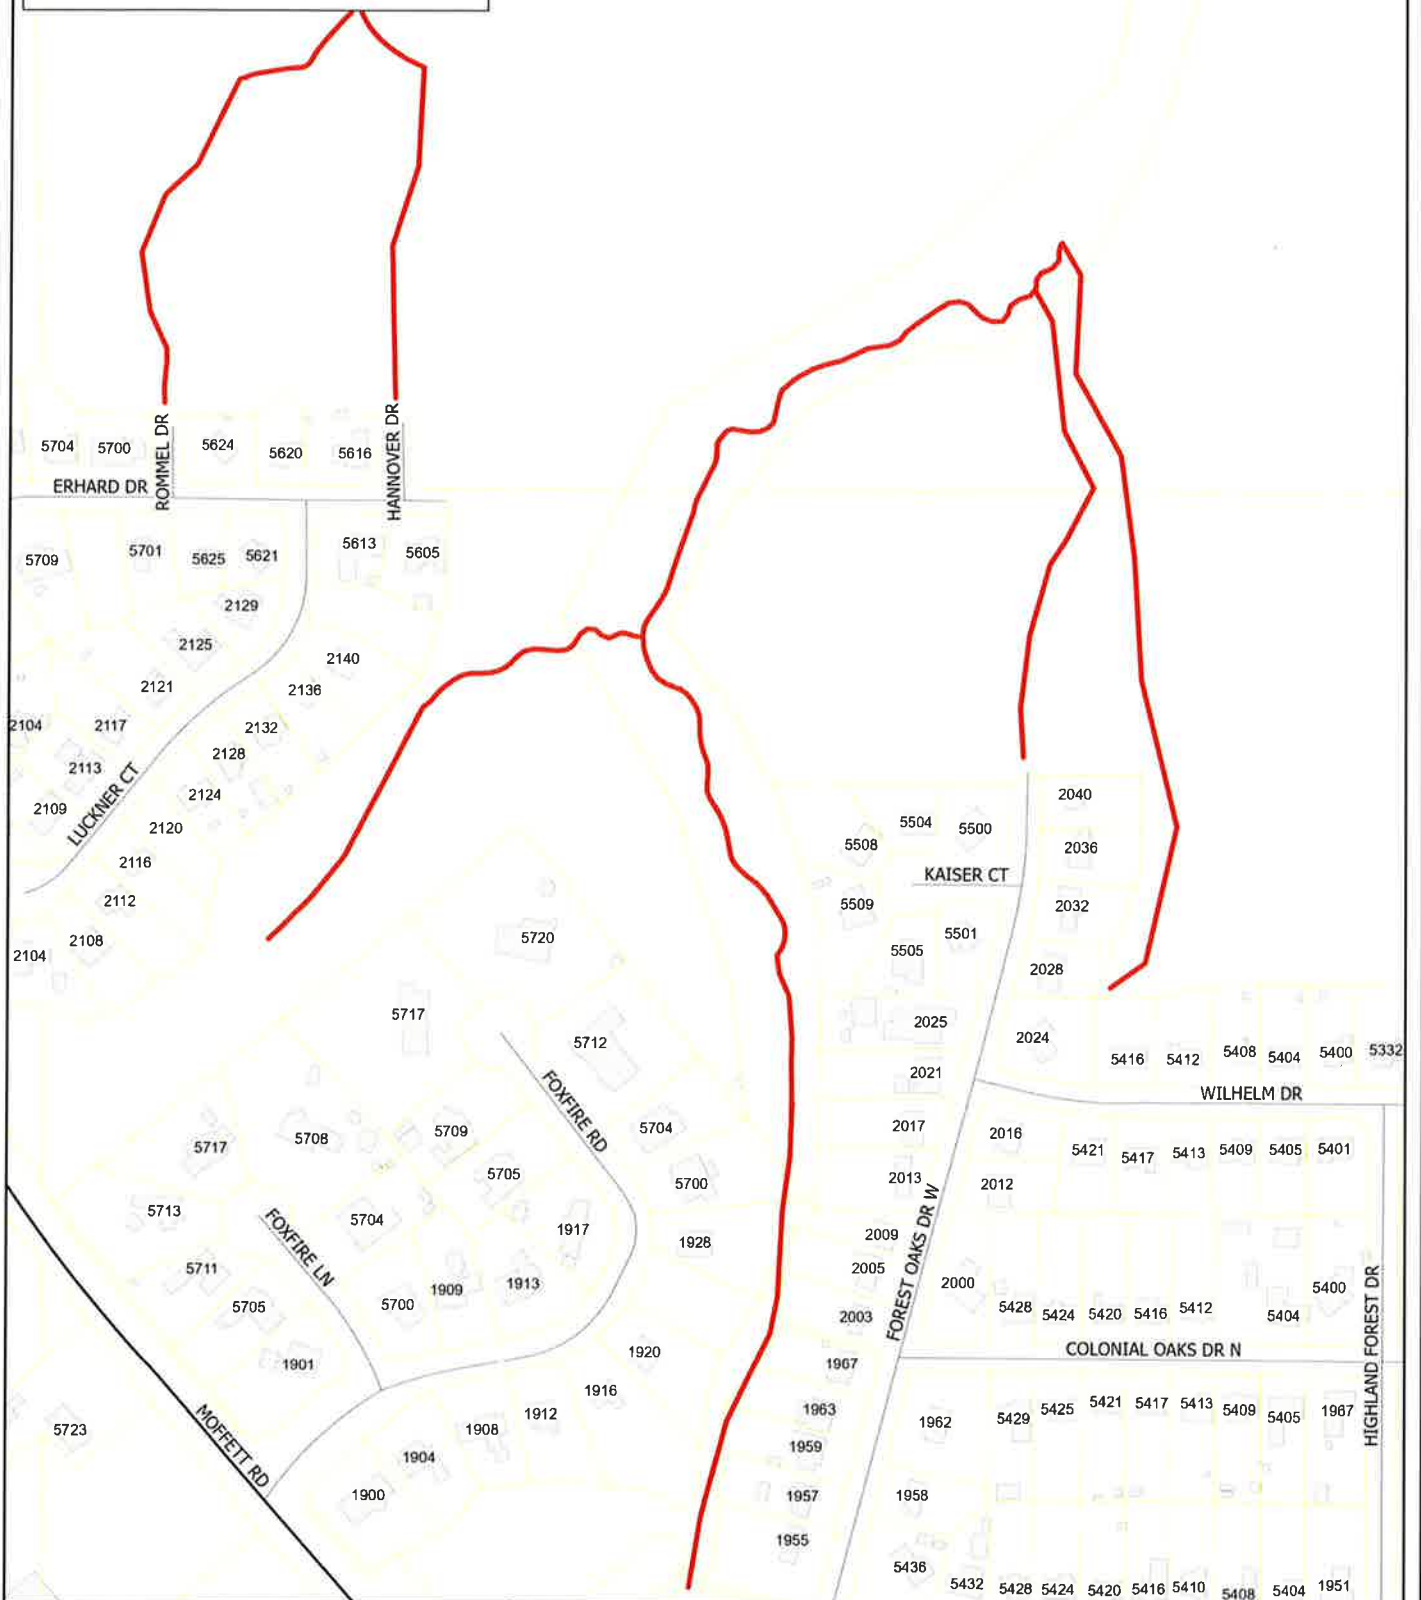 5704 5700 5624 5620 5616
ROMMEL DR
HANNOVER DR
ERHARD DR
5709 5701 5625 5621 5613 5605
2129
2125
2140
2121
2136
2104 2117 2132
2128
2113
2109 2124
LUCKNER CT
2120
2116
2112
2108
2104
2040
5508 5504 5500
2036
KAISER CT
5509 2032
5505 5501
2028
5720
5717
5712
2025 2024
5416 5412 5408 5404 5400 5332
2021
WILHELM DR
FOXFIRE RD
5717 5708 5709 5704
2017 2016
5421 5417 5413 5409 5405 5401
5705 5700
2013 2012
5713 5704 1917 1928
FOXFIRE LN
2009
FOREST OAKS DR W
5711 5700 1909 1913
2005 2000
5705
2003
5428 5424 5420 5416 5412 5404 5400
HIGHLAND FOREST DR
1901 1920
1967
COLONIAL OAKS DR N
1916
1912
1908
1963 1962
5429 5425 5421 5417 5413 5409 5405 1967
5723
MOFFETT RD
1904
1959
1900
1957 1958
1955
5436 5432 5428 5424 5420 5416 5410 5408 5404 1951